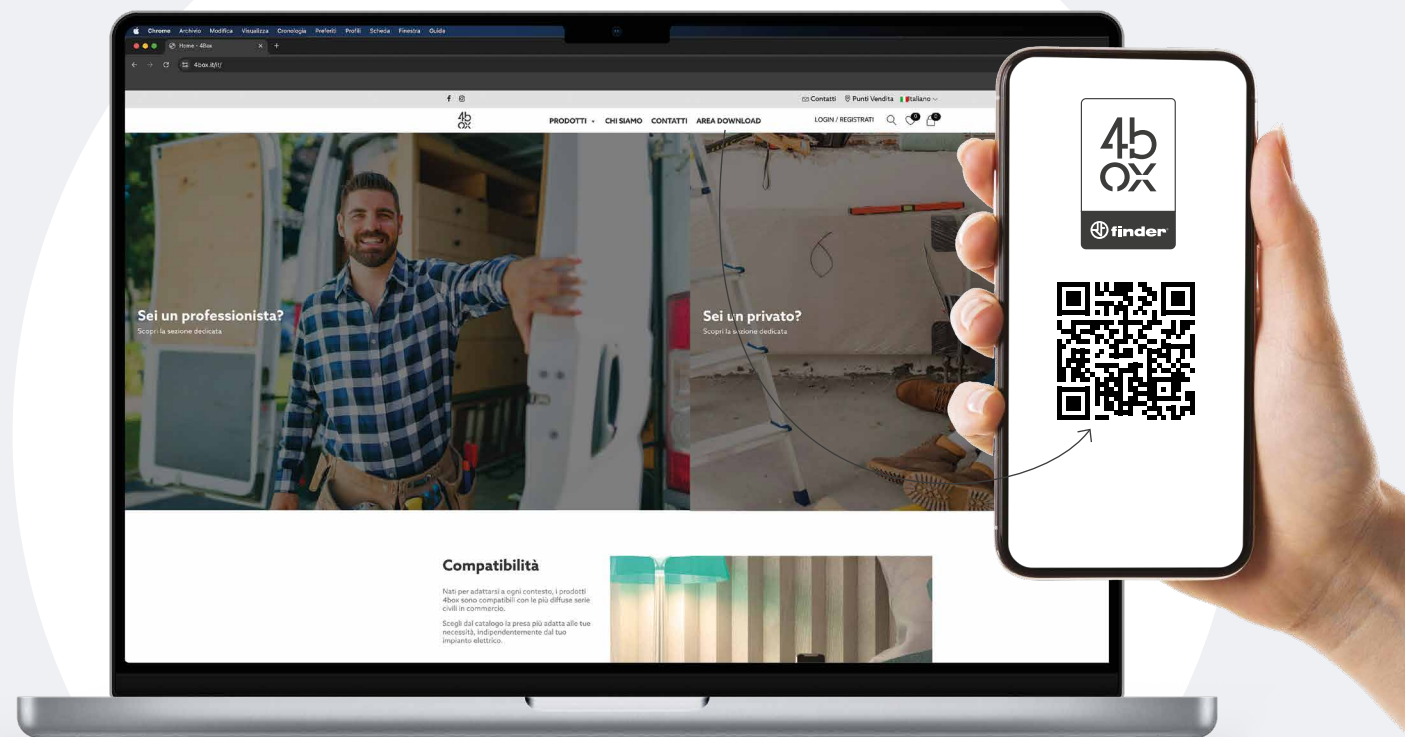 Chrome Archivio Modifica Visualizza Cronologia Preferiti Profili Scheda Finestra Guida
Home - 4Box
4box.it/it/
Contatti Punti Vendita Italiano
4b
ox
PRODOTTI + CHI SIAMO CONTATTI AREA DOWNLOAD
LOGIN / REGISTRATI
0 0
Sei un professionista?
Scopri la sezione dedicata
Sei un privato?
Scopri la sezione dedicata
Compatibilità
Nati per adattarsi a ogni contesto, i prodotti
4box sono compatibili con le più diffuse serie
civili in commercio.
Scegli dal catalogo la presa più adatta alle tue
necessità, indipendentemente dal tuo
impianto elettrico.
4b
ox
finder